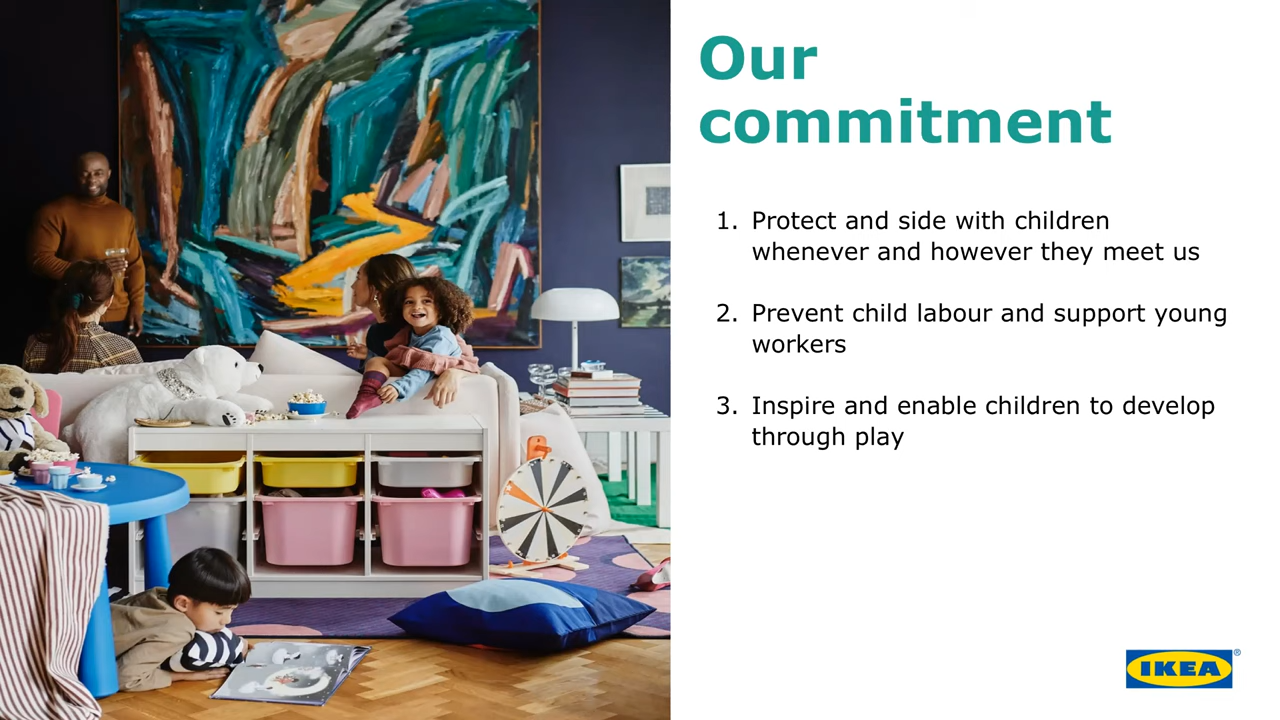 Our
commitment
1. Protect and side with children
whenever and however they meet us
2. Prevent child labour and support young
workers
3. Inspire and enable children to develop
through play
IKEA®